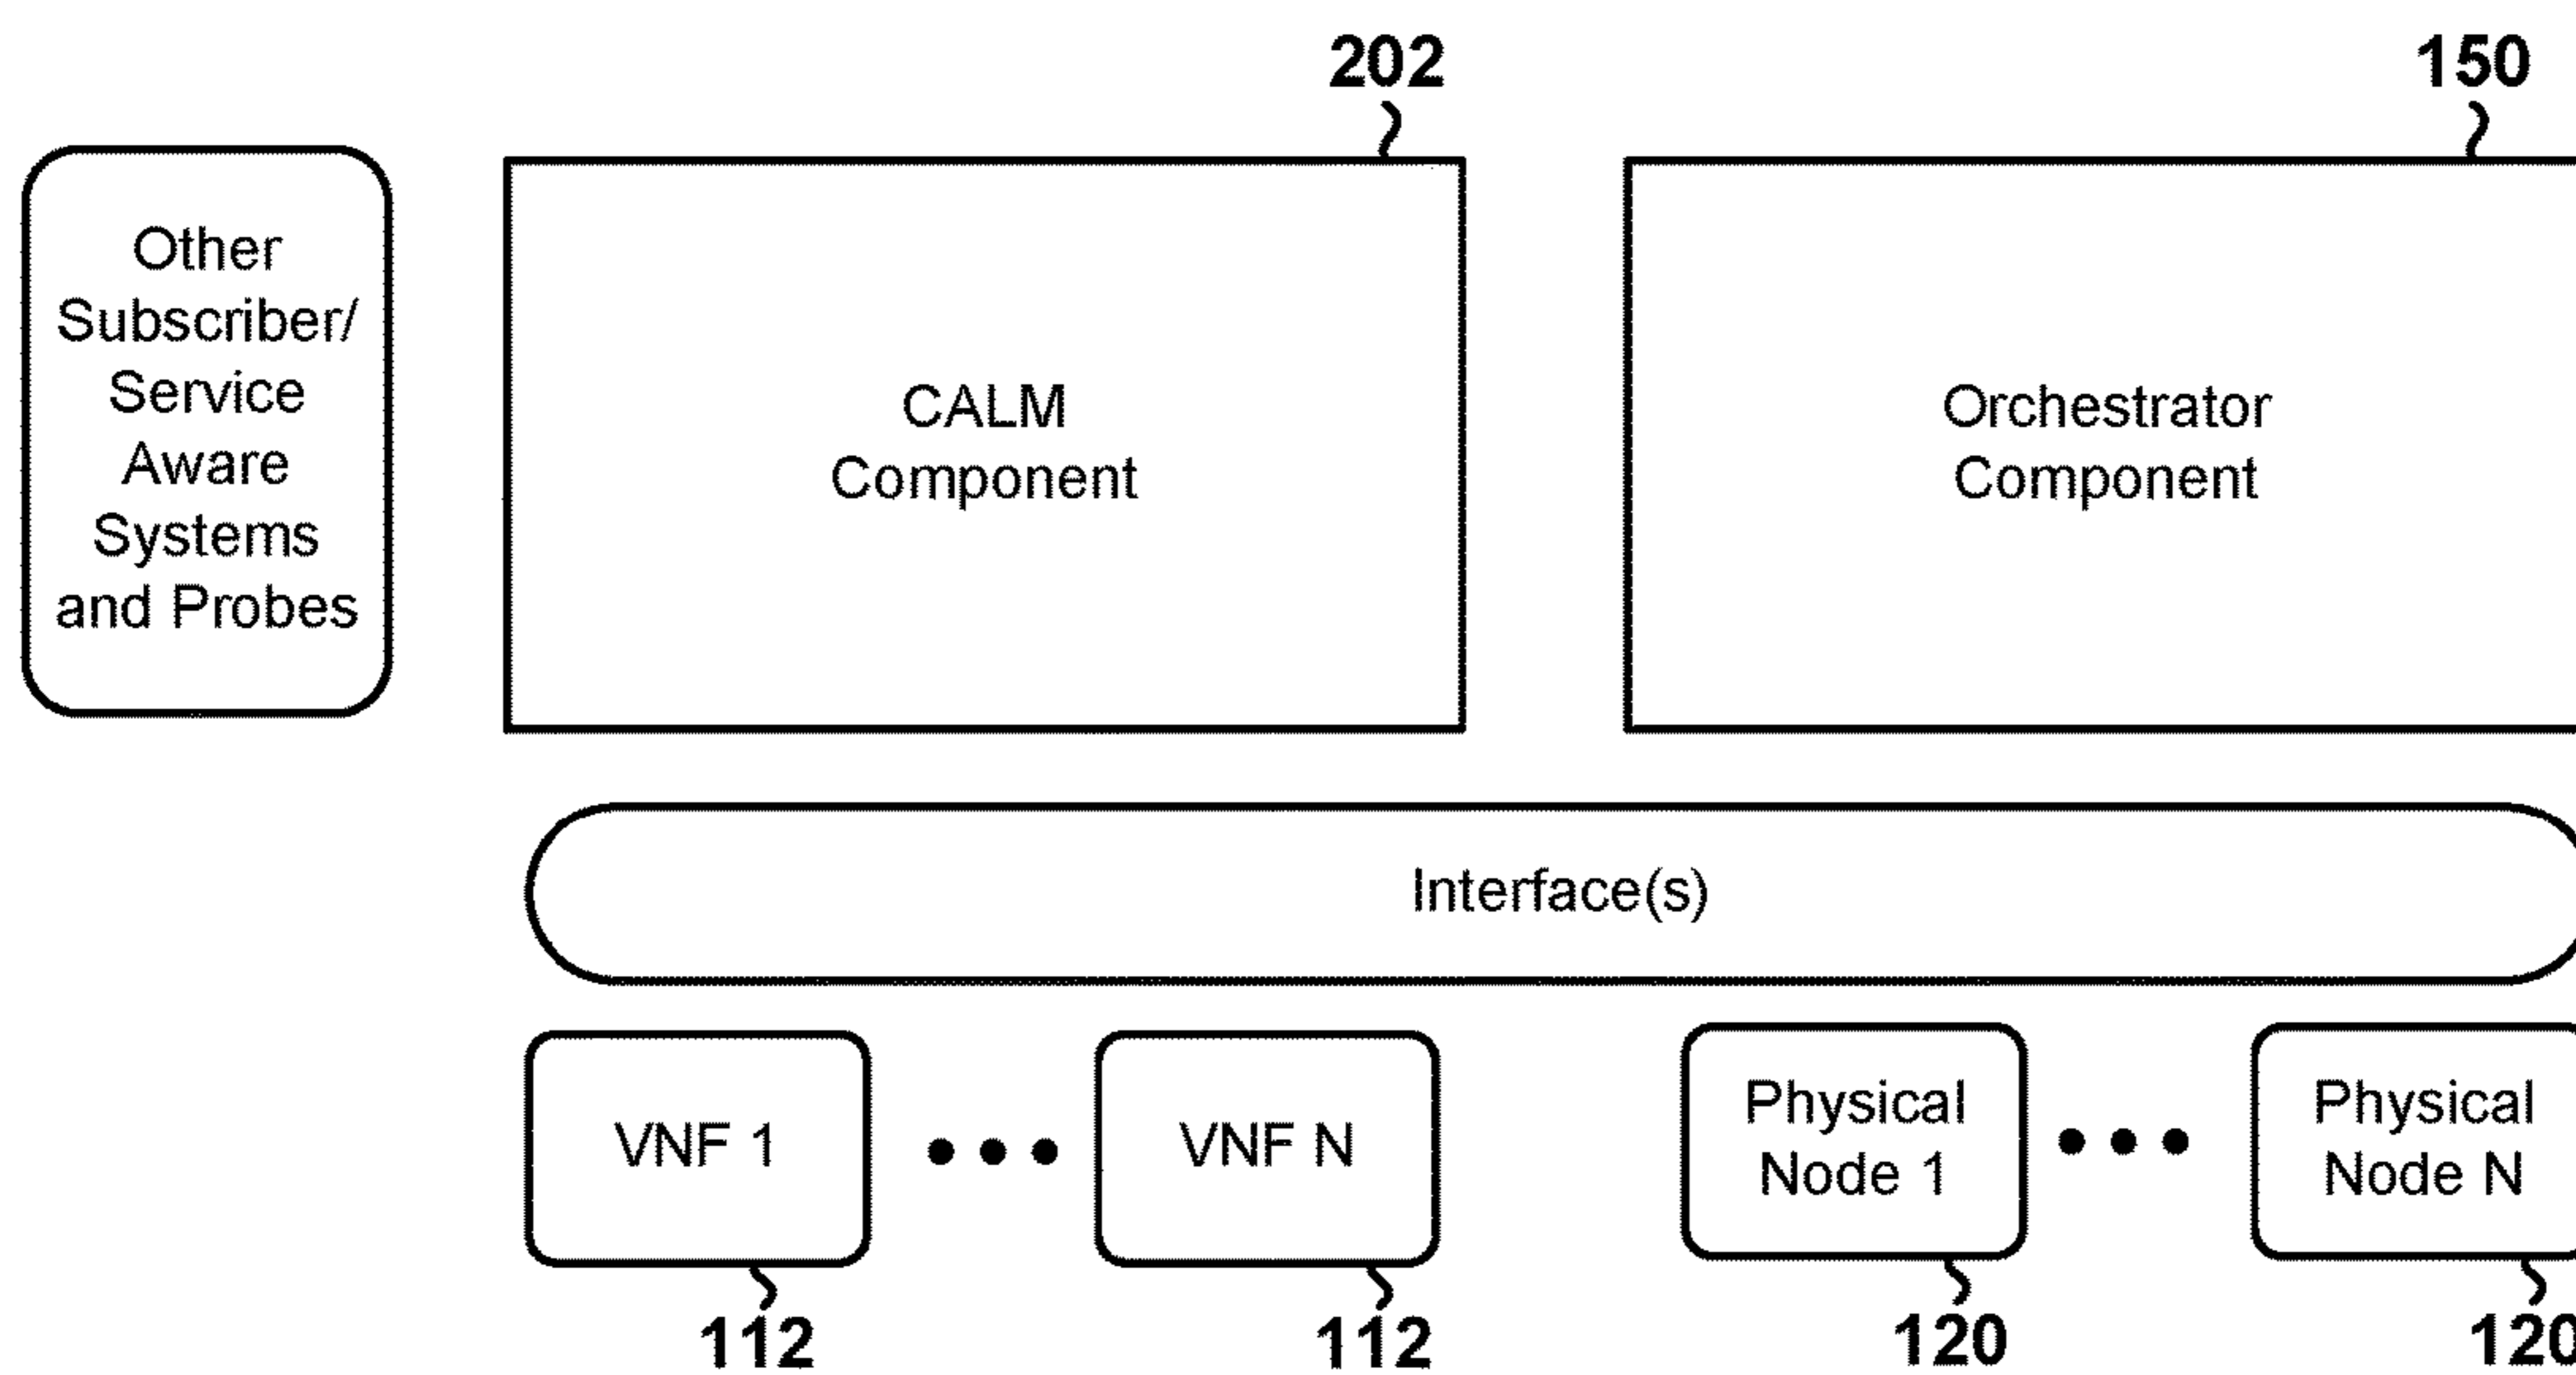 202
150
Other
Subscriber/
Service
Aware
Systems
and Probes
CALM
Component
Orchestrator
Component
Interface(s)
VNF 1
VNF N
Physical
Node 1
Physical
Node N
112
112
120
120